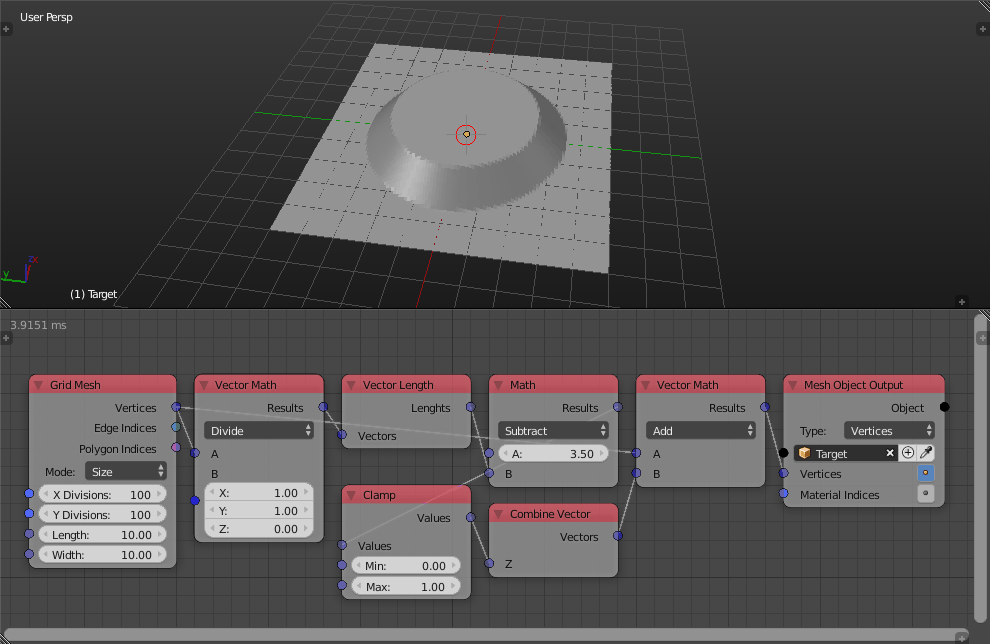 User Persp
z x
y
(1) Target
3.9151 ms
Grid Mesh
Vertices
Edge Indices
Polygon Indices
Mode: Size
X Divisions: 100
Y Divisions: 100
Length: 10.00
Width: 10.00
Vector Math
Results
Divide
A
B
X: 1.00
Y: 1.00
Z: 0.00
Vector Length
Lenghts
Vectors
Clamp
Values
Values
Min: 0.00
Max: 1.00
Math
Results
Subtract
A: 3.50
B
Combine Vector
Vectors
Z
Vector Math
Results
Add
A
B
Mesh Object Output
Object
Type: Vertices
Target
Vertices
Material Indices